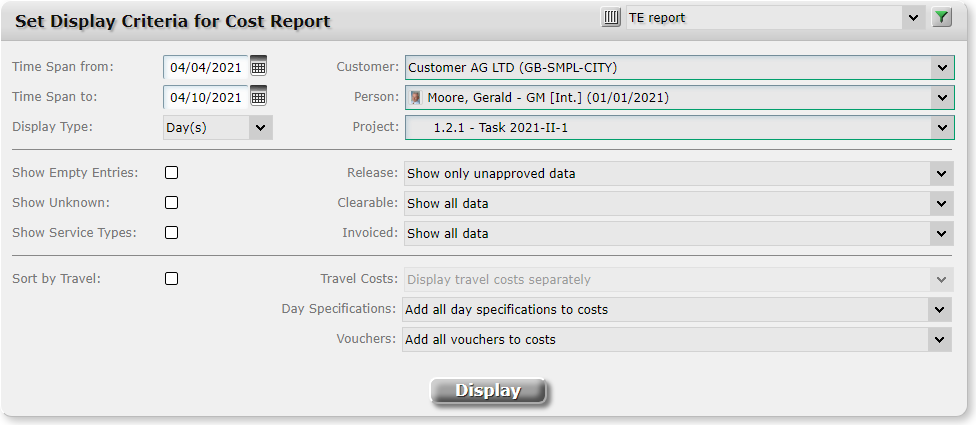 Set Display Criteria for Cost Report TE report
Time Span from: 04/04/2021 Customer: Customer AG LTD (GB-SMPL-CITY)
Time Span to: 04/10/2021 Person: Moore, Gerald - GM [Int.] (01/01/2021)
Display Type: Day(s) Project: 1.2.1 - Task 2021-II-1
Show Empty Entries: Release: Show only unapproved data
Show Unknown: Clearable: Show all data
Show Service Types: Invoiced: Show all data
Sort by Travel: Travel Costs: Display travel costs separately
Day Specifications: Add all day specifications to costs
Vouchers: Add all vouchers to costs
Display